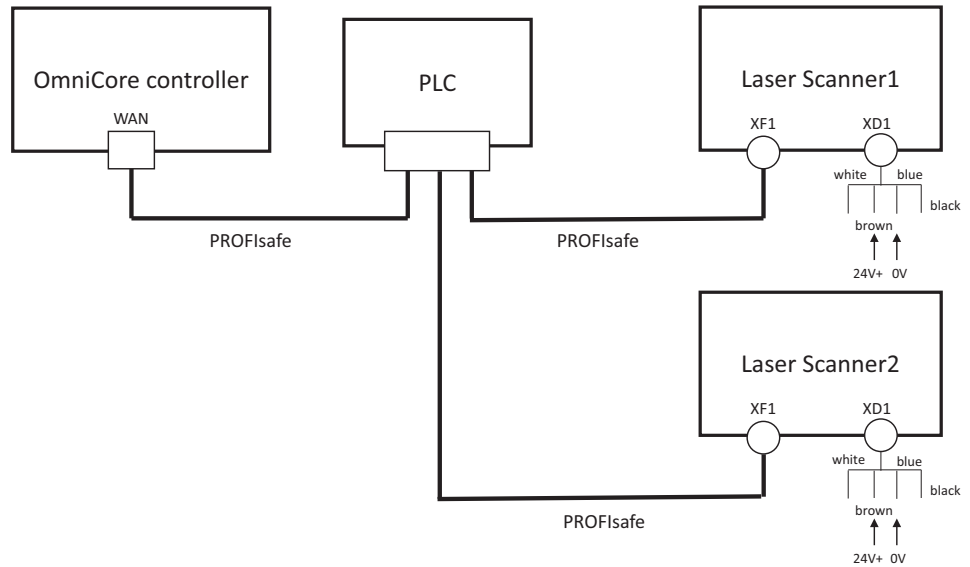 OmniCore controller
WAN
PLC
Laser Scanner1
XF1
XD1
white
blue
black
brown
24V+ 0V
PROFIsafe
PROFIsafe
Laser Scanner2
XF1
XD1
white
blue
black
brown
24V+ 0V
PROFIsafe